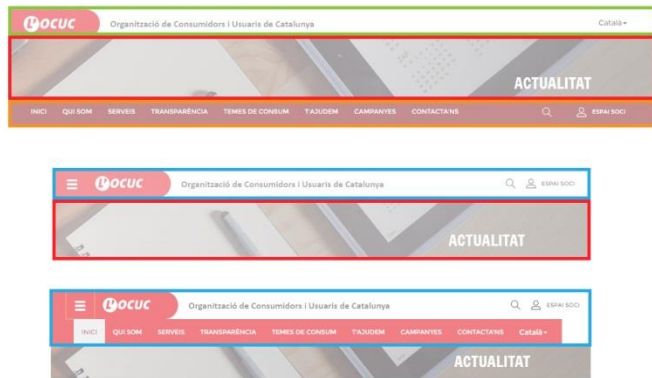 l'OCUC Organització de Consumidors i Usuaris de Catalunya Català
ACTUALITAT
INICI QUI SOM SERVEIS TRANSPARÈNCIA TEMES DE CONSUM T'AJUDEM CAMPANYES CONTACTA'NS ESPAI SOCI
l'OCUC Organització de Consumidors i Usuaris de Catalunya ESPAI SOCI
ACTUALITAT
l'OCUC Organització de Consumidors i Usuaris de Catalunya ESPAI SOCI
INICI QUI SOM SERVEIS TRANSPARÈNCIA TEMES DE CONSUM T'AJUDEM CAMPANYES CONTACTA'NS Català
ACTUALITAT